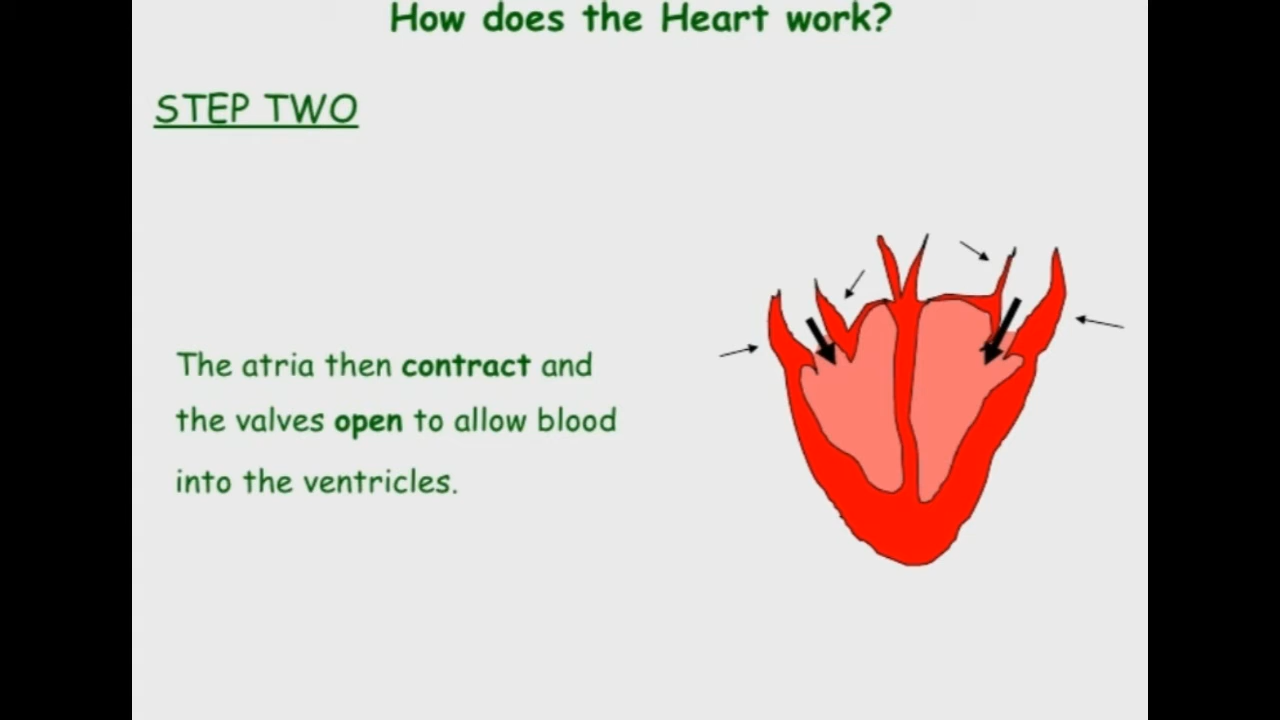 How does the Heart work?
STEP TWO
The atria then contract and
the valves open to allow blood
into the ventricles.